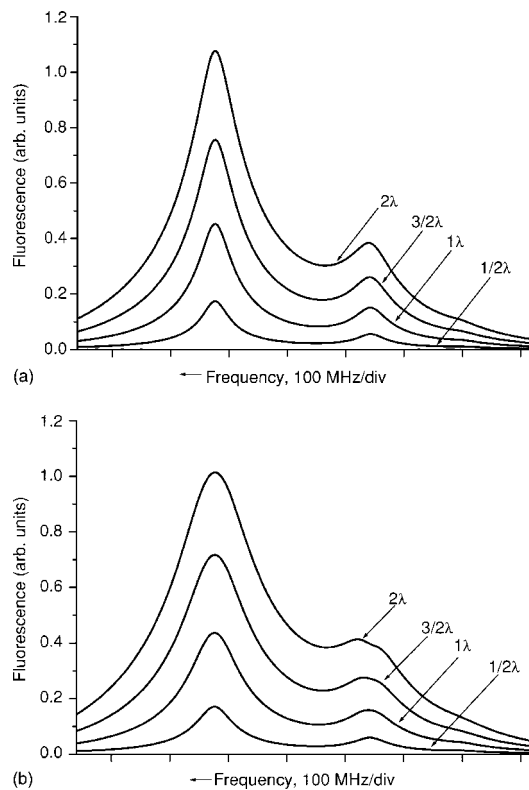 1.2
1.0
0.8
0.6
0.4
0.2
0.0
Fluorescence (arb. units)
2λ
3/2λ
1λ
1/2λ
(a)
← Frequency, 100 MHz/div
1.2
1.0
0.8
0.6
0.4
0.2
0.0
Fluorescence (arb. units)
2λ
3/2λ
1λ
1/2λ
(b)
← Frequency, 100 MHz/div